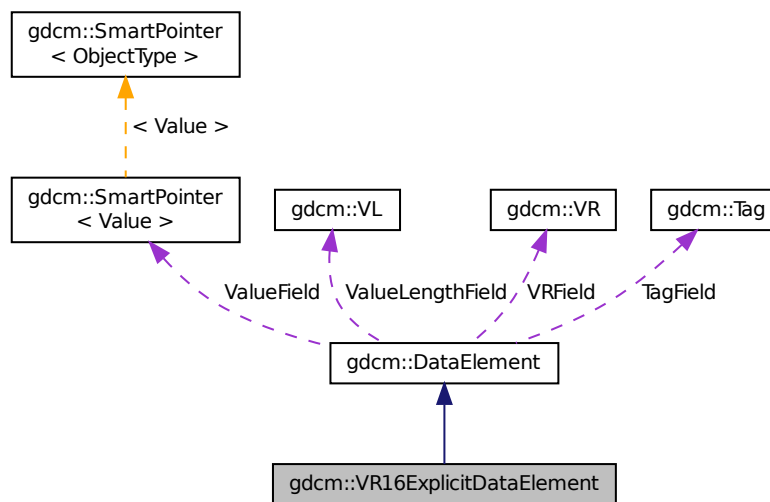 gdcm::SmartPointer
< ObjectType >
< Value >
gdcm::SmartPointer
< Value >
gdcm::VL
gdcm::VR
gdcm::Tag
ValueField
ValueLengthField
VRField
TagField
gdcm::DataElement
gdcm::VR16ExplicitDataElement